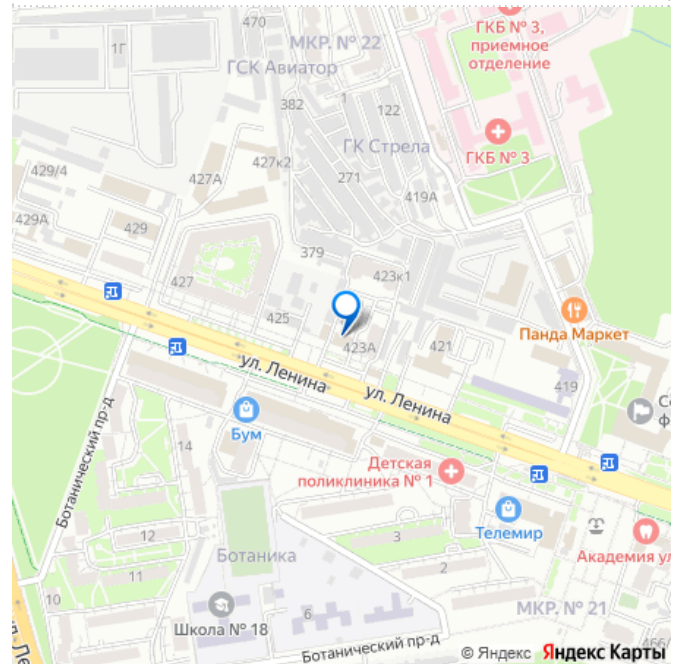 470
МКР. № 22
1Г
ГСК Авиатор
ГКБ № 3,
приемное
отделение
382
1
122
ГК Стрела
ГКБ № 3
427к2
429/4
427А
271
419А
429А
429
379
423к1
427
425
423А
421
Панда Маркет
419
ул. Ленина
ул. Ленина
Бум
14
Детская
поликлиника № 1
Ботанический пр-д
Телемир
12
3
Ботаника
11
2
10
6
Школа № 18
МКР. № 21
Ботанический пр-д
© Яндекс Яндекс Карты